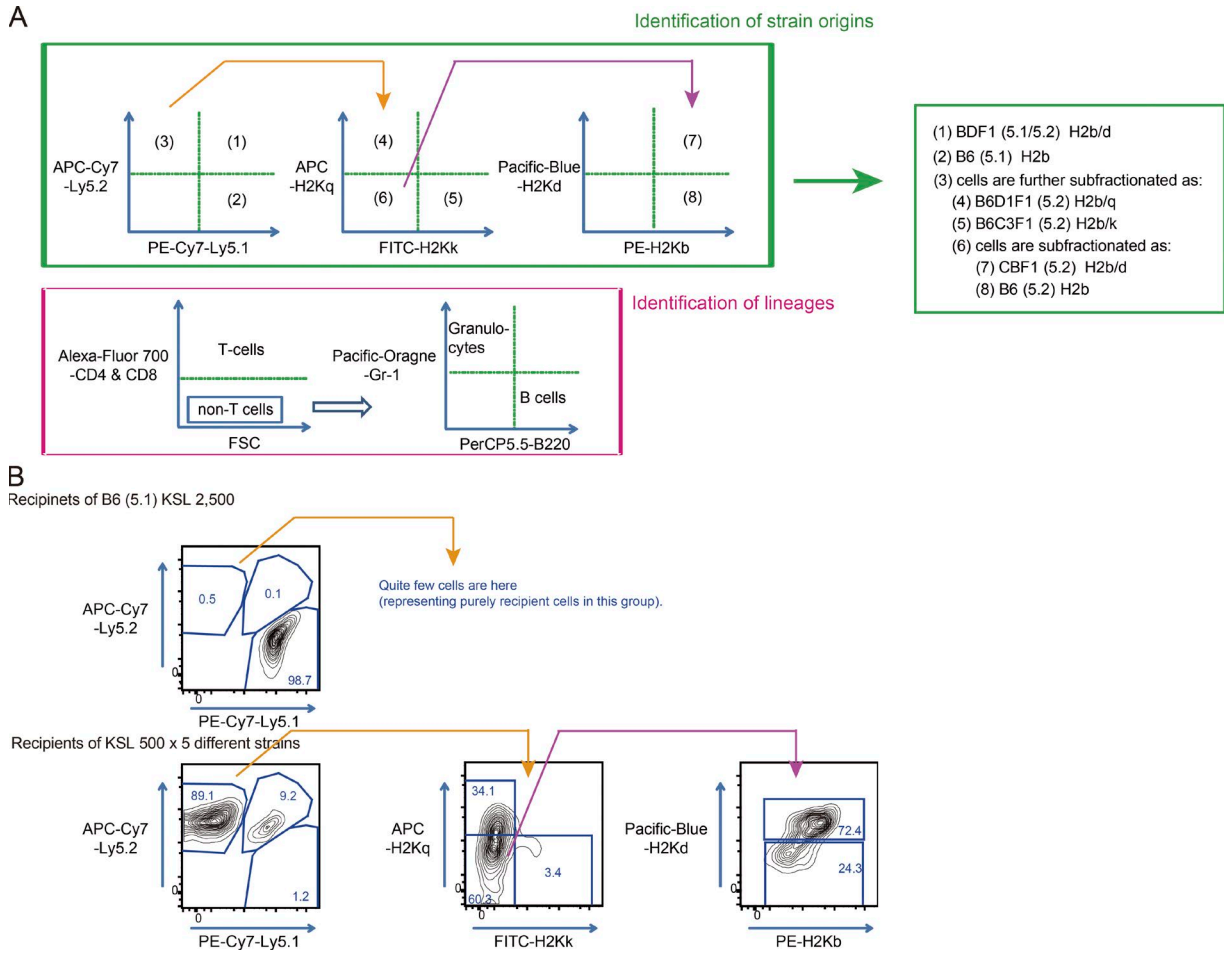 A
Identification of strain origins
(3)
(1)
(2)
APC-Cy7
-Ly5.2
PE-Cy7-Ly5.1
(4)
(6)
(5)
APC
-H2Kq
FITC-H2Kk
(7)
(8)
Pacific-Blue
-H2Kd
PE-H2Kb
(1) BDF1 (5.1/5.2) H2b/d
(2) B6 (5.1) H2b
(3) cells are further subfractionated as:
(4) B6D1F1 (5.2) H2b/q
(5) B6C3F1 (5.2) H2b/k
(6) cells are subfractionated as:
(7) CBF1 (5.2) H2b/d
(8) B6 (5.2) H2b
Identification of lineages
Alexa-Fluor 700
-CD4 & CD8
T-cells
non-T cells
FSC
Pacific-Oragne
-Gr-1
Granulo-
cytes
B cells
PerCP5.5-B220
B
Recipinets of B6 (5.1) KSL 2,500
APC-Cy7
-Ly5.2
0.5
0.1
98.7
0
0
PE-Cy7-Ly5.1
Quite few cells are here
(representing purely recipient cells in this group).
Recipients of KSL 500 x 5 different strains
APC-Cy7
-Ly5.2
89.1
9.2
1.2
0
0
PE-Cy7-Ly5.1
APC
-H2Kq
34.1
3.4
60.3
0
0
FITC-H2Kk
Pacific-Blue
-H2Kd
72.4
24.3
0
0
PE-H2Kb